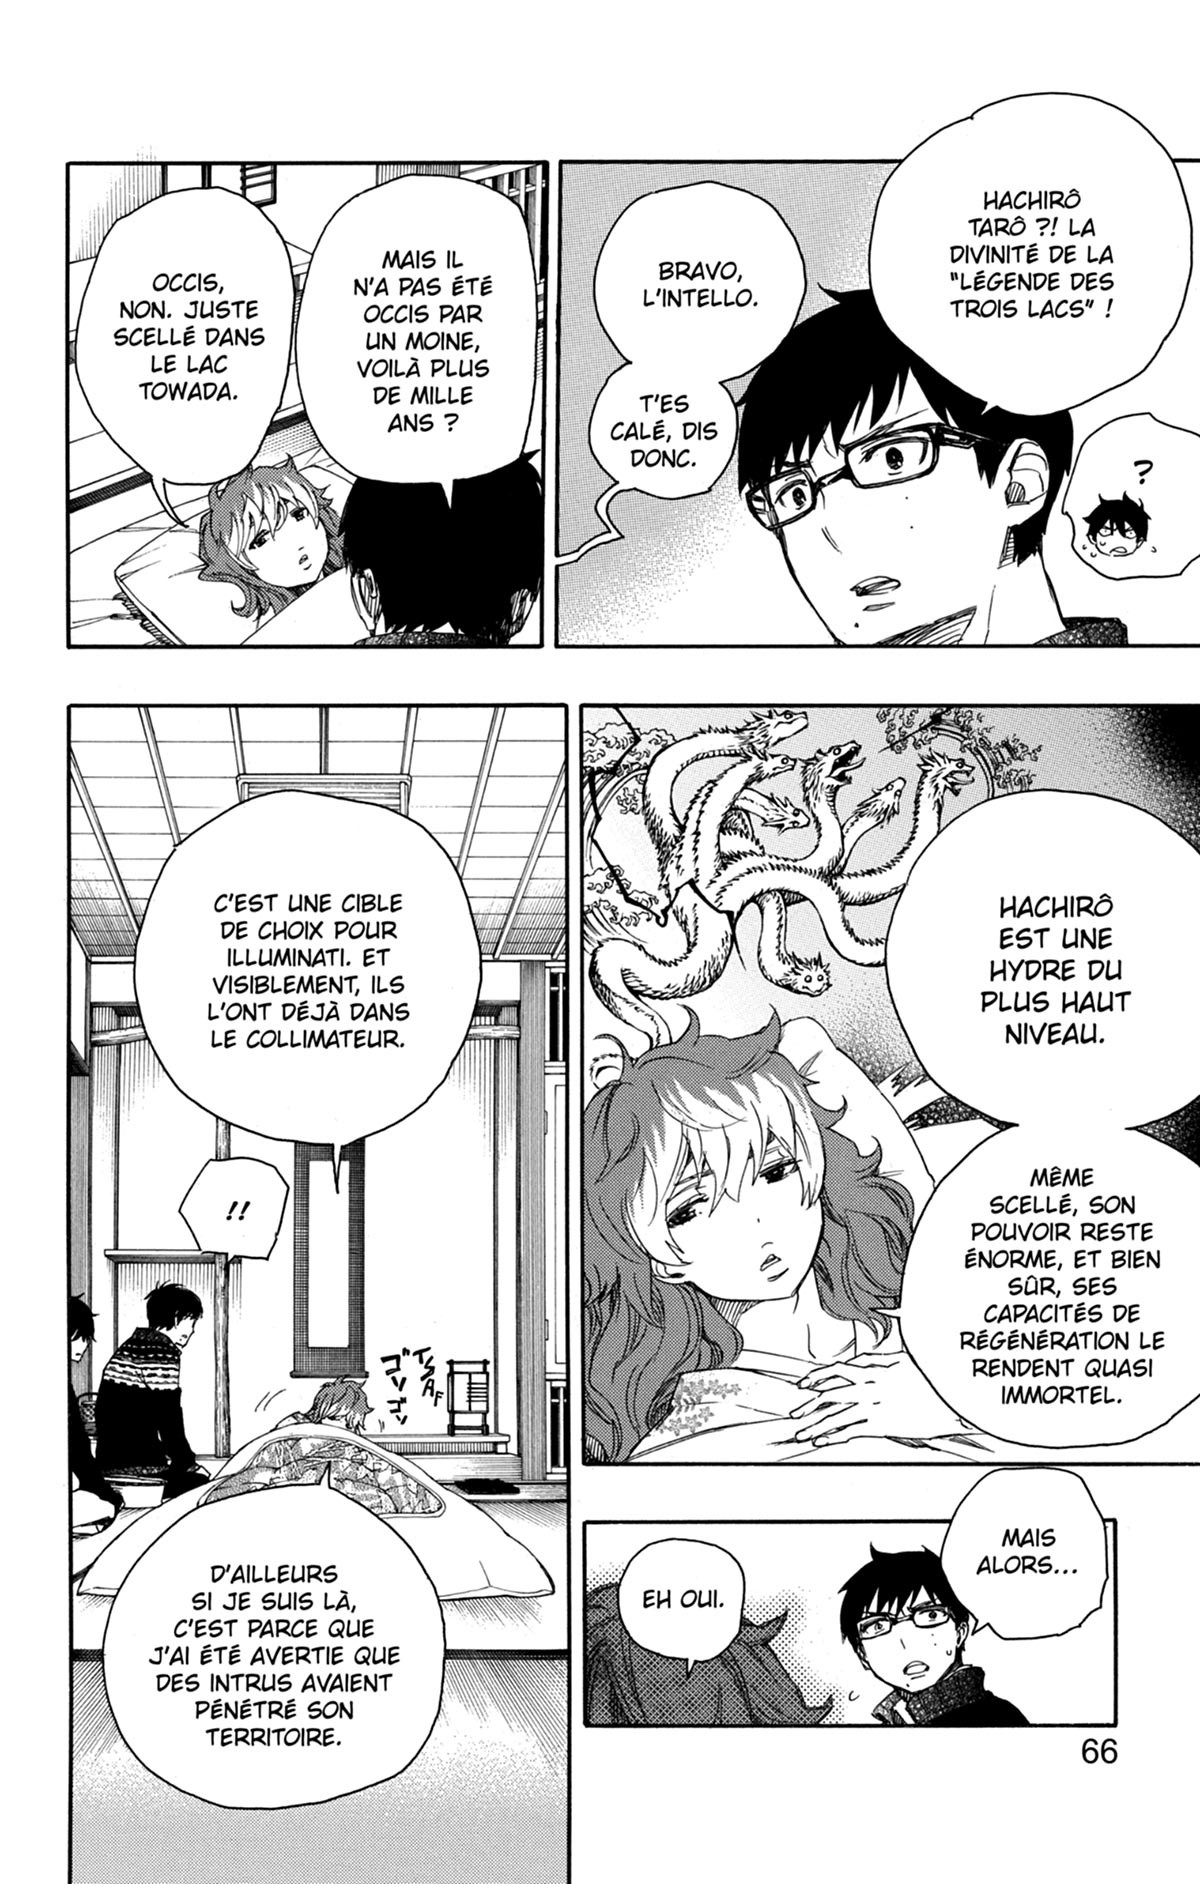 HACHIRÔ
TARÔ ?! LA
DIVINITÉ DE LA
"LÉGENDE DES
TROIS LACS" !
?
BRAVO,
L'INTELLO.
T'ES
CALÉ, DIS
DONC.
MAIS IL
N'A PAS ÉTÉ
OCCIS PAR
UN MOINE,
VOILÀ PLUS
DE MILLE
ANS ?
OCCIS,
NON. JUSTE
SCELLÉ DANS
LE LAC
TOWADA.
HACHIRÔ
EST UNE
HYDRE DU
PLUS HAUT
NIVEAU.
MÊME
SCELLÉ, SON
POUVOIR RESTE
ÉNORME, ET BIEN
SÛR, SES
CAPACITÉS DE
RÉGÉNÉRATION LE
RENDENT QUASI
IMMORTEL.
MAIS
ALORS...
EH OUI.
C'EST UNE CIBLE
DE CHOIX POUR
ILLUMINATI. ET
VISIBLEMENT, ILS
L'ONT DÉJÀ DANS
LE COLLIMATEUR.
!!
TSAF
ゴソゴソ
D'AILLEURS
SI JE SUIS LÀ,
C'EST PARCE QUE
J'AI ÉTÉ AVERTIE QUE
DES INTRUS AVAIENT
PÉNÉTRÉ SON
TERRITOIRE.
66